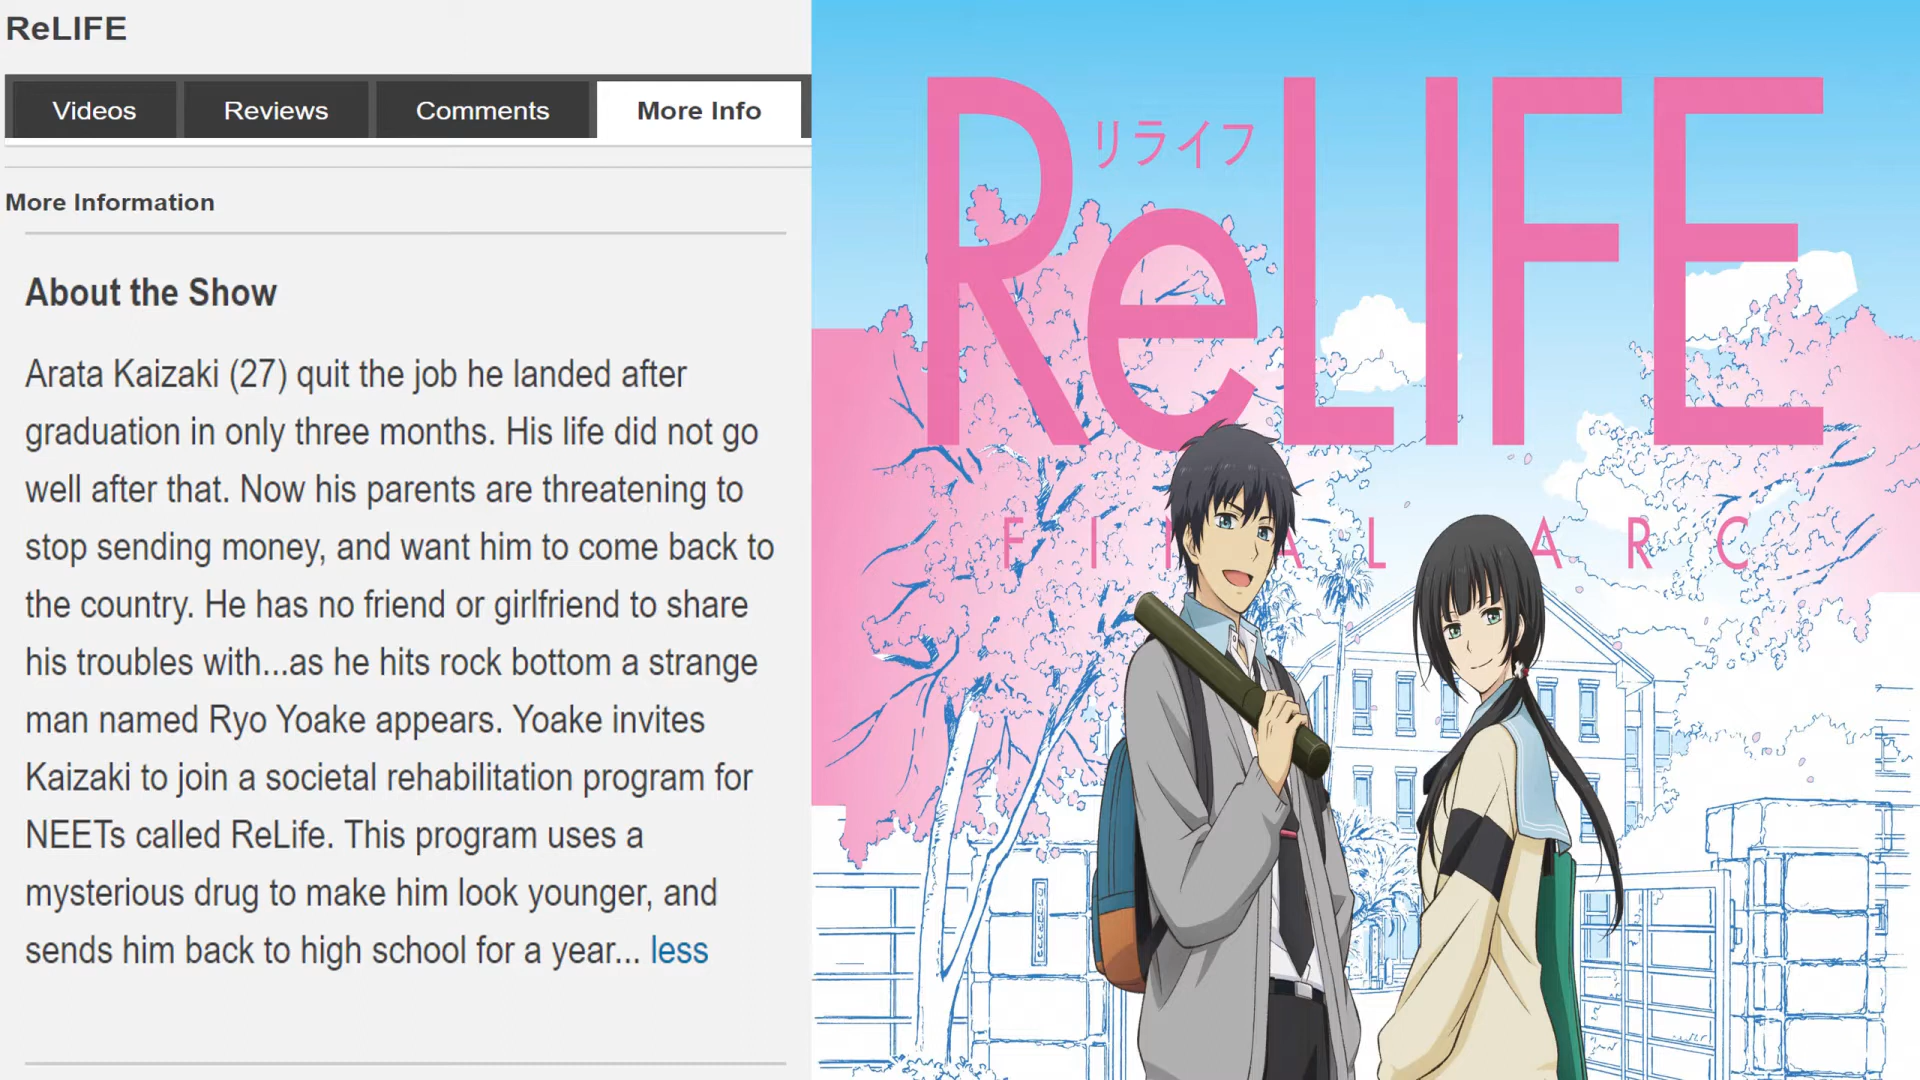 ReLIFE
Videos
Reviews
Comments
More Info
More Information
About the Show
Arata Kaizaki (27) quit the job he landed after
graduation in only three months. His life did not go
well after that. Now his parents are threatening to
stop sending money, and want him to come back to
the country. He has no friend or girlfriend to share
his troubles with...as he hits rock bottom a strange
man named Ryo Yoake appears. Yoake invites
Kaizaki to join a societal rehabilitation program for
NEETs called ReLife. This program uses a
mysterious drug to make him look younger, and
sends him back to high school for a year... less
リライフ
ReLIFE
FINAL ARC